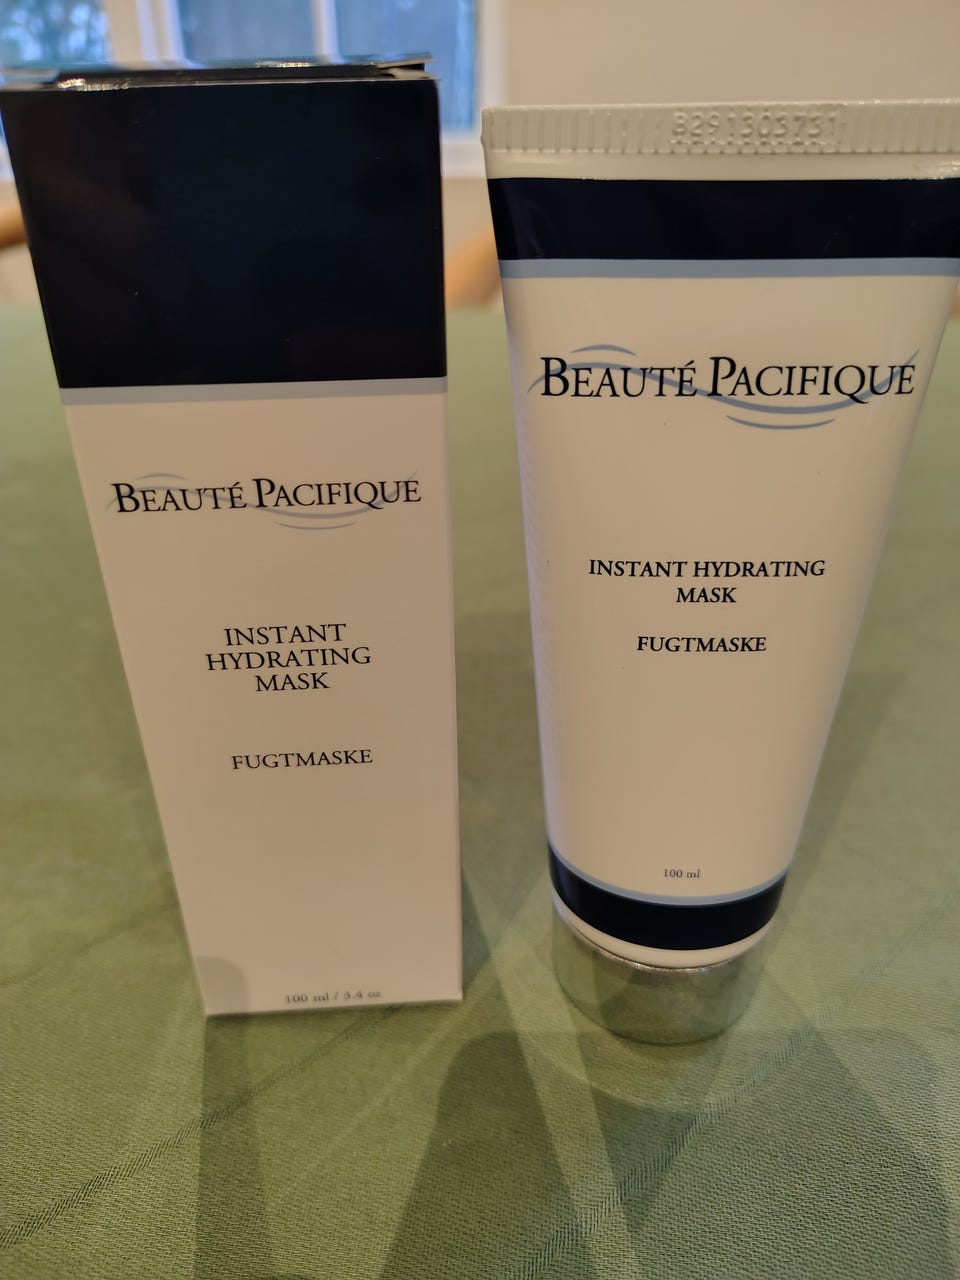 BEAUTÉ PACIFIQUE
INSTANT
HYDRATING
MASK
FUGTMASKE
100 ml / 3.4 oz
B291303731
BEAUTÉ PACIFIQUE
INSTANT HYDRATING
MASK
FUGTMASKE
100 ml